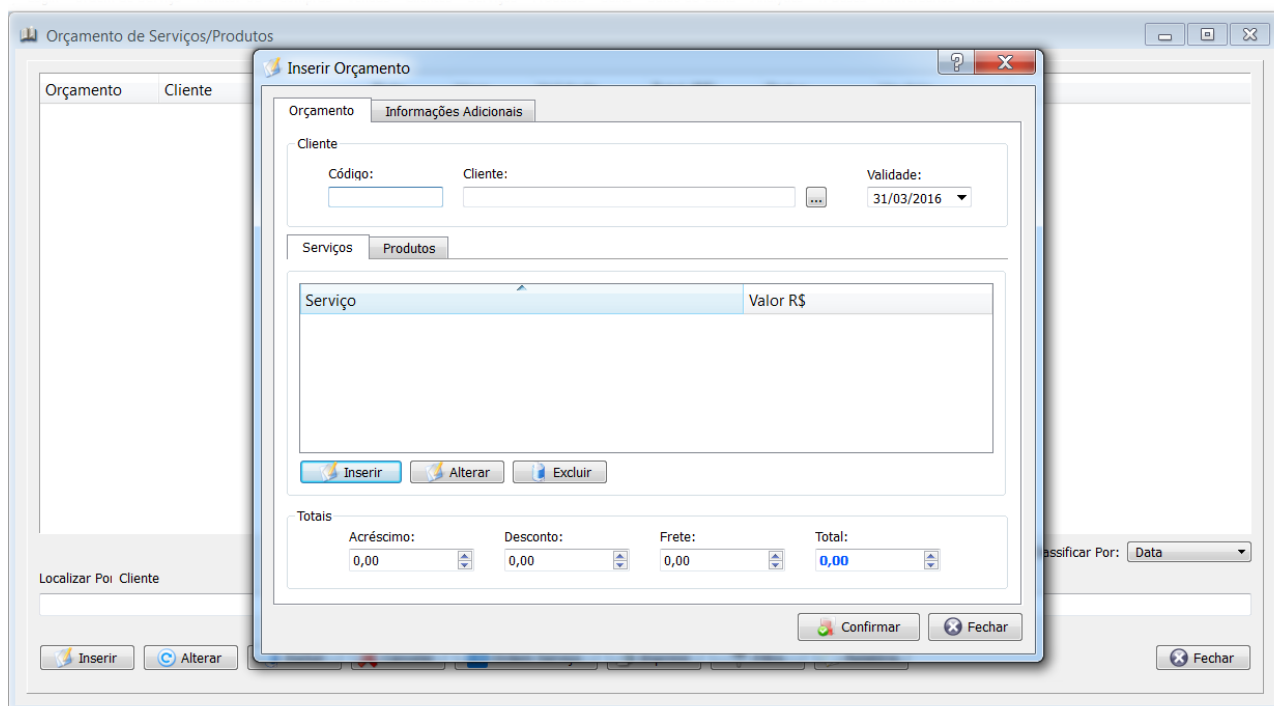 Orçamento de Serviços/Produtos
Orçamento Cliente
Inserir Orçamento
Orçamento Informações Adicionais
Cliente
Código: Cliente: Validade:
... 31/03/2016
Serviços Produtos
Serviço Valor R$
Inserir Alterar Excluir
Totais
Acréscimo: Desconto: Frete: Total:
0,00 0,00 0,00 0,00
assificar Por: Data
Localizar Por Cliente
Confirmar Fechar
Inserir Alterar Fechar